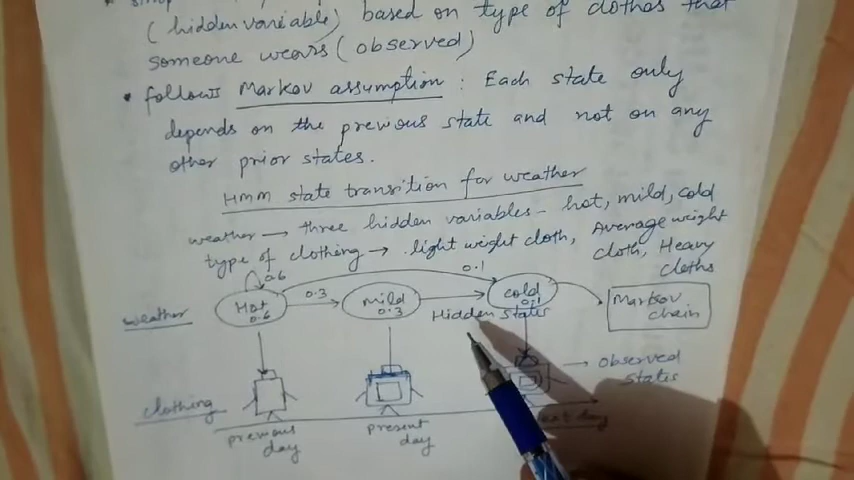 (hidden variable) based on type of clothes that
someone wears (observed)
• follows Markov assumption : Each state only
depends on the previous state and not on any
other prior states.
HMM state transition for weather
weather → three hidden variables - hot, mild, cold
type of clothing → light weight cloth, Average weight
cloth, Heavy
cloths
0.6
0.1
weather
Hot
0.6
0.3
mild
0.3
cold
0.1
Markov
chain
Hidden states
→ observed
states
clothing
previous
day
present
day
day